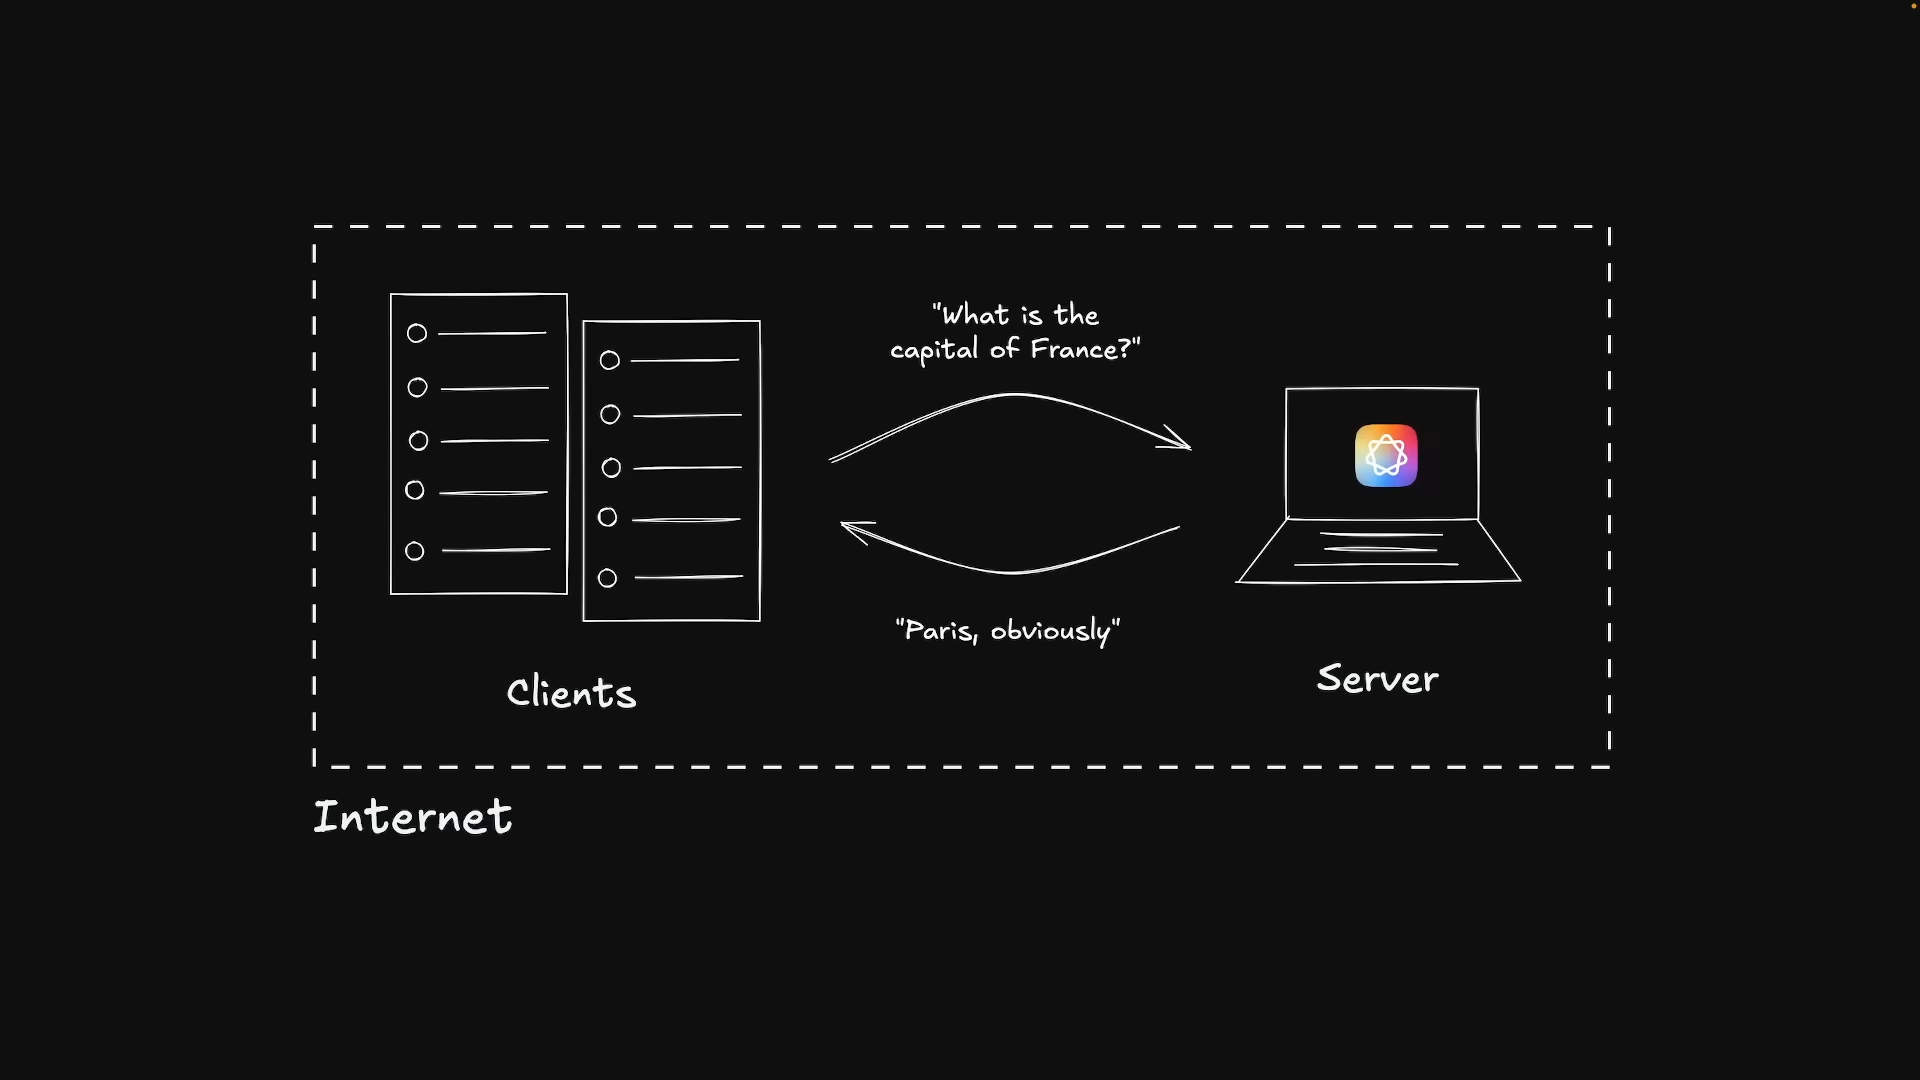 "What is the
capital of France?"
"Paris, obviously"
Clients
Server
Internet